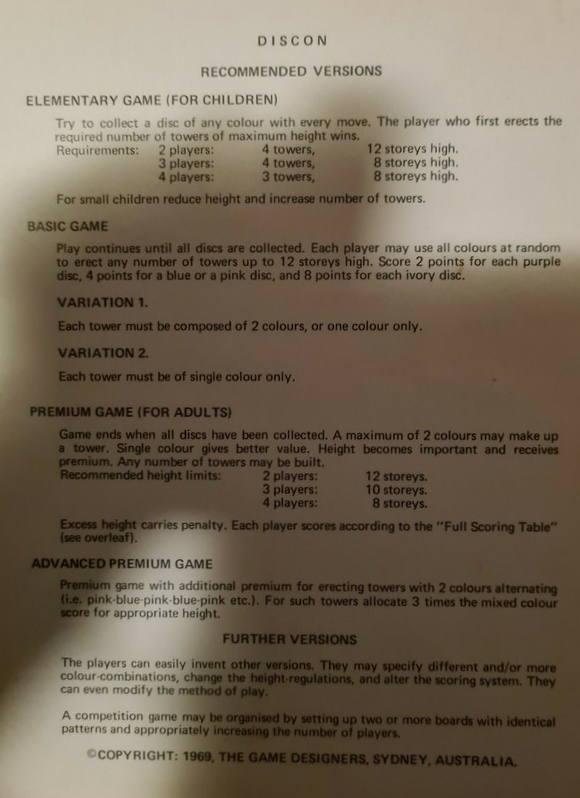 DISCON
RECOMMENDED VERSIONS
ELEMENTARY GAME (FOR CHILDREN)
Try to collect a disc of any colour with every move. The player who first erects the
required number of towers of maximum height wins.
Requirements: 2 players: 4 towers, 12 storeys high.
3 players: 4 towers, 8 storeys high.
4 players: 3 towers, 8 storeys high.
For small children reduce height and increase number of towers.
BASIC GAME
Play continues until all discs are collected. Each player may use all colours at random
to erect any number of towers up to 12 storeys high. Score 2 points for each purple
disc, 4 points for a blue or a pink disc, and 8 points for each ivory disc.
VARIATION 1.
Each tower must be composed of 2 colours, or one colour only.
VARIATION 2.
Each tower must be of single colour only.
PREMIUM GAME (FOR ADULTS)
Game ends when all discs have been collected. A maximum of 2 colours may make up
a tower. Single colour gives better value. Height becomes important and receives
premium. Any number of towers may be built.
Recommended height limits: 2 players: 12 storeys.
3 players: 10 storeys.
4 players: 8 storeys.
Excess height carries penalty. Each player scores according to the "Full Scoring Table"
(see overleaf).
ADVANCED PREMIUM GAME
Premium game with additional premium for erecting towers with 2 colours alternating
(i.e. pink-blue-pink-blue-pink etc.). For such towers allocate 3 times the mixed colour
score for appropriate height.
FURTHER VERSIONS
The players can easily invent other versions. They may specify different and/or more
colour-combinations, change the height-regulations, and alter the scoring system. They
can even modify the method of play.
A competition game may be organised by setting up two or more boards with identical
patterns and appropriately increasing the number of players.
©COPYRIGHT: 1969, THE GAME DESIGNERS, SYDNEY, AUSTRALIA.